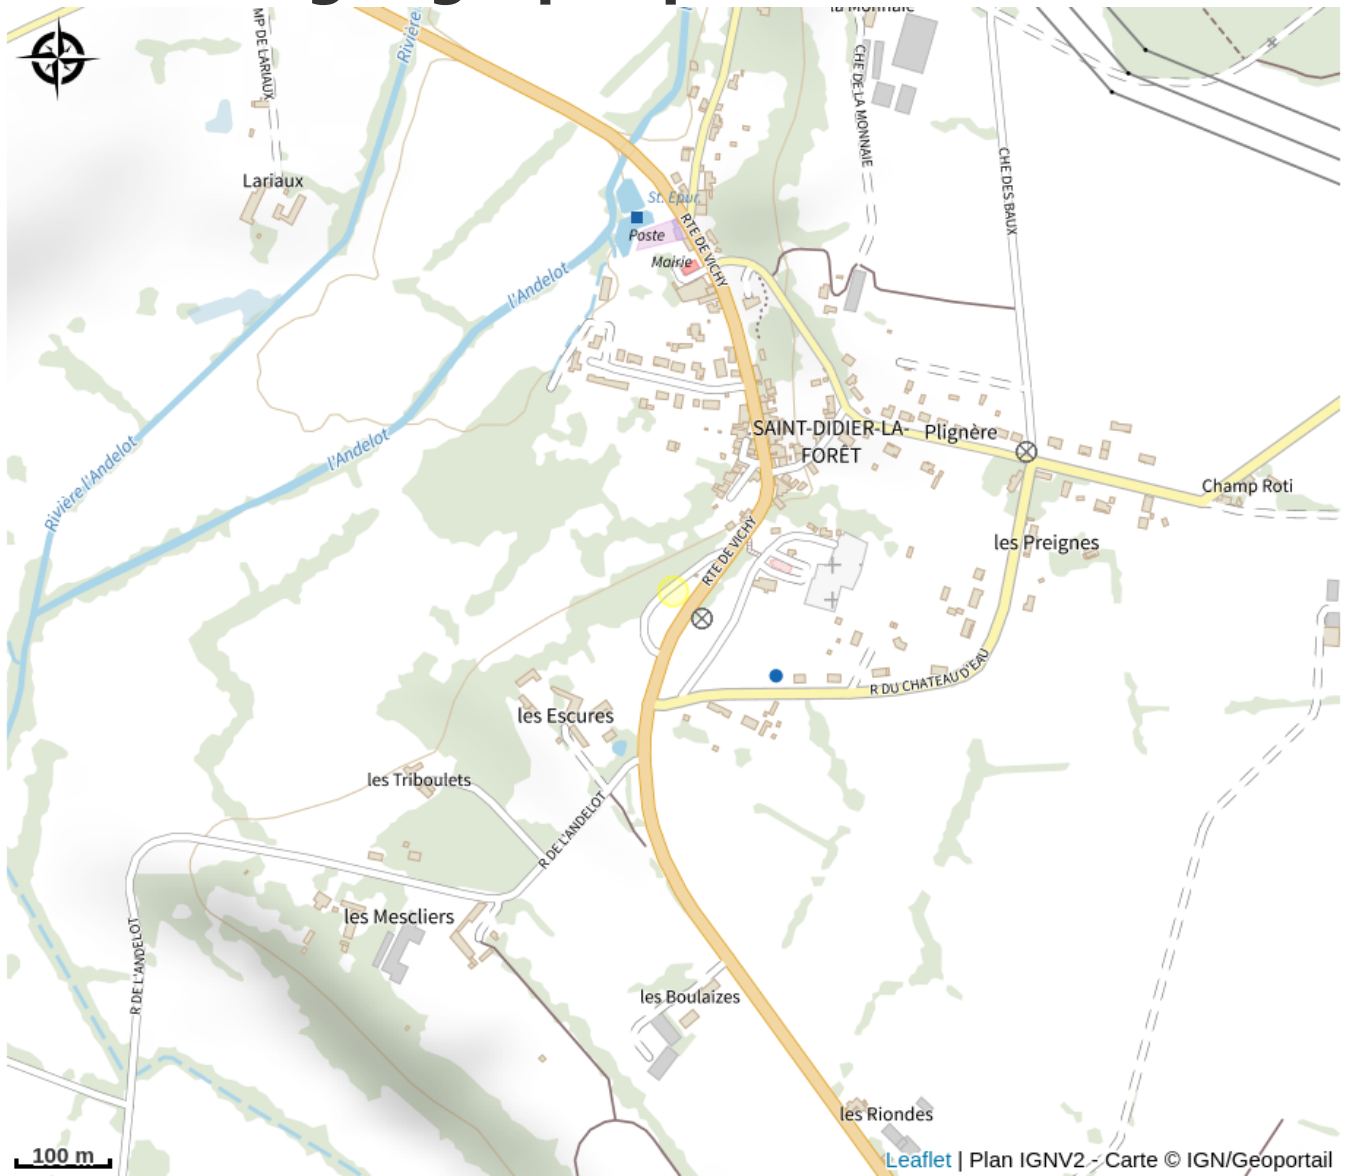 la Monnaie
Rivière
MP DE LARIAUX
CHE DE LA MONNAIE
CHE DES BAUX
Lariaux
St. Epur.
Poste
Mairie
RTE DE VICHY
l'Andelot
SAINT-DIDIER-LA-
FORÊT
Plignère
l'Andelot
Rivière l'Andelot
Champ Roti
les Preignes
RTE DE VICHY
R DU CHATEAU D'EAU
les Escures
les Triboulets
R DE L'ANDELOT
les Mescliers
R DE L'ANDELOT
les Boulaizes
les Riondes
100 m
Leaflet | Plan IGNV2 - Carte © IGN/Geoportail